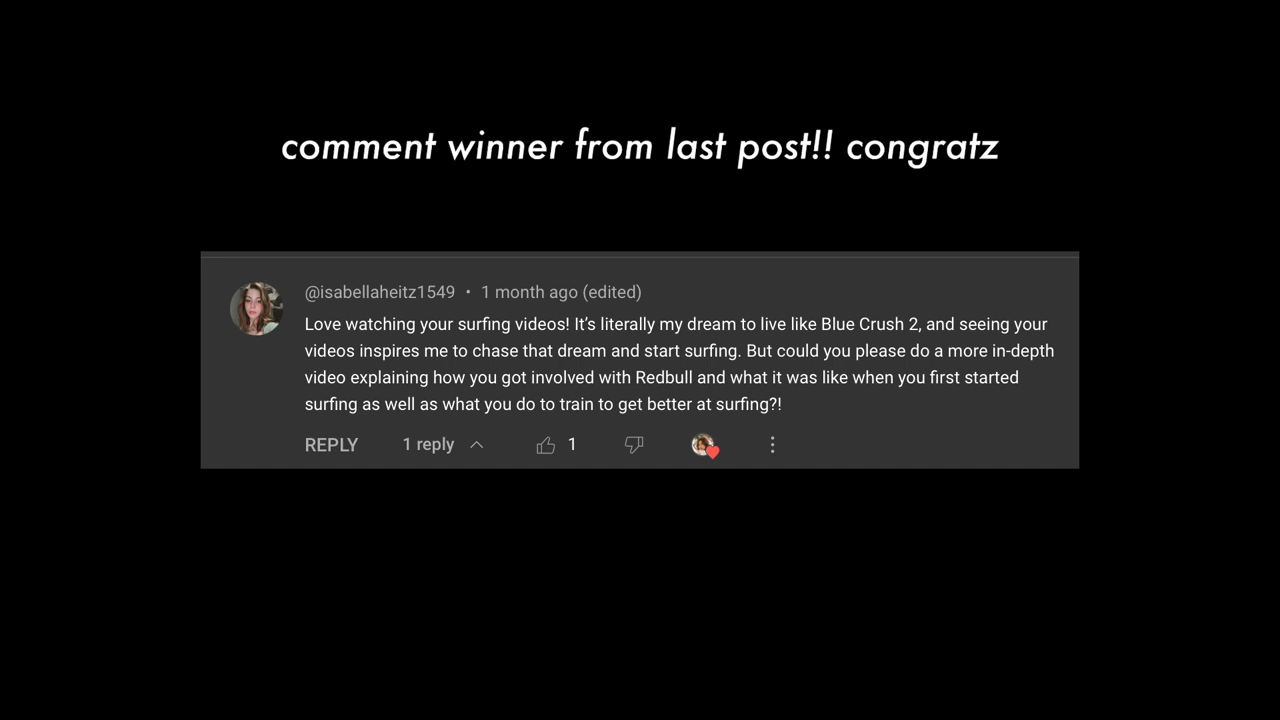 comment winner from last post!! congratz
@isabellaheitz1549 • 1 month ago (edited)
Love watching your surfing videos! It’s literally my dream to live like Blue Crush 2, and seeing your
videos inspires me to chase that dream and start surfing. But could you please do a more in-depth
video explaining how you got involved with Redbull and what it was like when you first started
surfing as well as what you do to train to get better at surfing?!
REPLY 1 reply 1